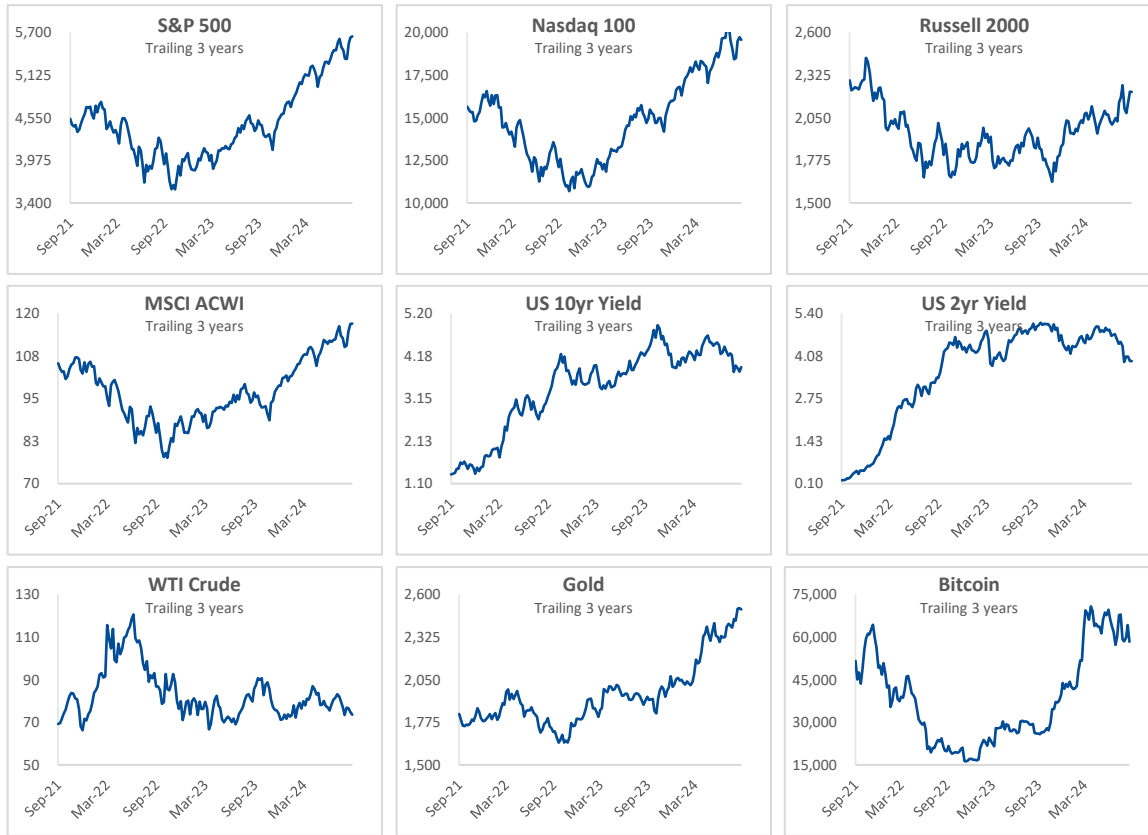 S&P 500
Trailing 3 years
5,700
5,125
4,550
3,975
3,400
Sep-21
Mar-22
Sep-22
Mar-23
Sep-23
Mar-24
Nasdaq 100
Trailing 3 years
20,000
17,500
15,000
12,500
10,000
Sep-21
Mar-22
Sep-22
Mar-23
Sep-23
Mar-24
Russell 2000
Trailing 3 years
2,600
2,325
2,050
1,775
1,500
Sep-21
Mar-22
Sep-22
Mar-23
Sep-23
Mar-24
MSCI ACWI
Trailing 3 years
120
108
95
83
70
Sep-21
Mar-22
Sep-22
Mar-23
Sep-23
Mar-24
US 10yr Yield
Trailing 3 years
5.20
4.18
3.15
2.13
1.10
Sep-21
Mar-22
Sep-22
Mar-23
Sep-23
Mar-24
US 2yr Yield
Trailing 3 years
5.40
4.08
2.75
1.43
0.10
Sep-21
Mar-22
Sep-22
Mar-23
Sep-23
Mar-24
WTI Crude
Trailing 3 years
130
110
90
70
50
Sep-21
Mar-22
Sep-22
Mar-23
Sep-23
Mar-24
Gold
Trailing 3 years
2,600
2,325
2,050
1,775
1,500
Sep-21
Mar-22
Sep-22
Mar-23
Sep-23
Mar-24
Bitcoin
Trailing 3 years
75,000
60,000
45,000
30,000
15,000
Sep-21
Mar-22
Sep-22
Mar-23
Sep-23
Mar-24